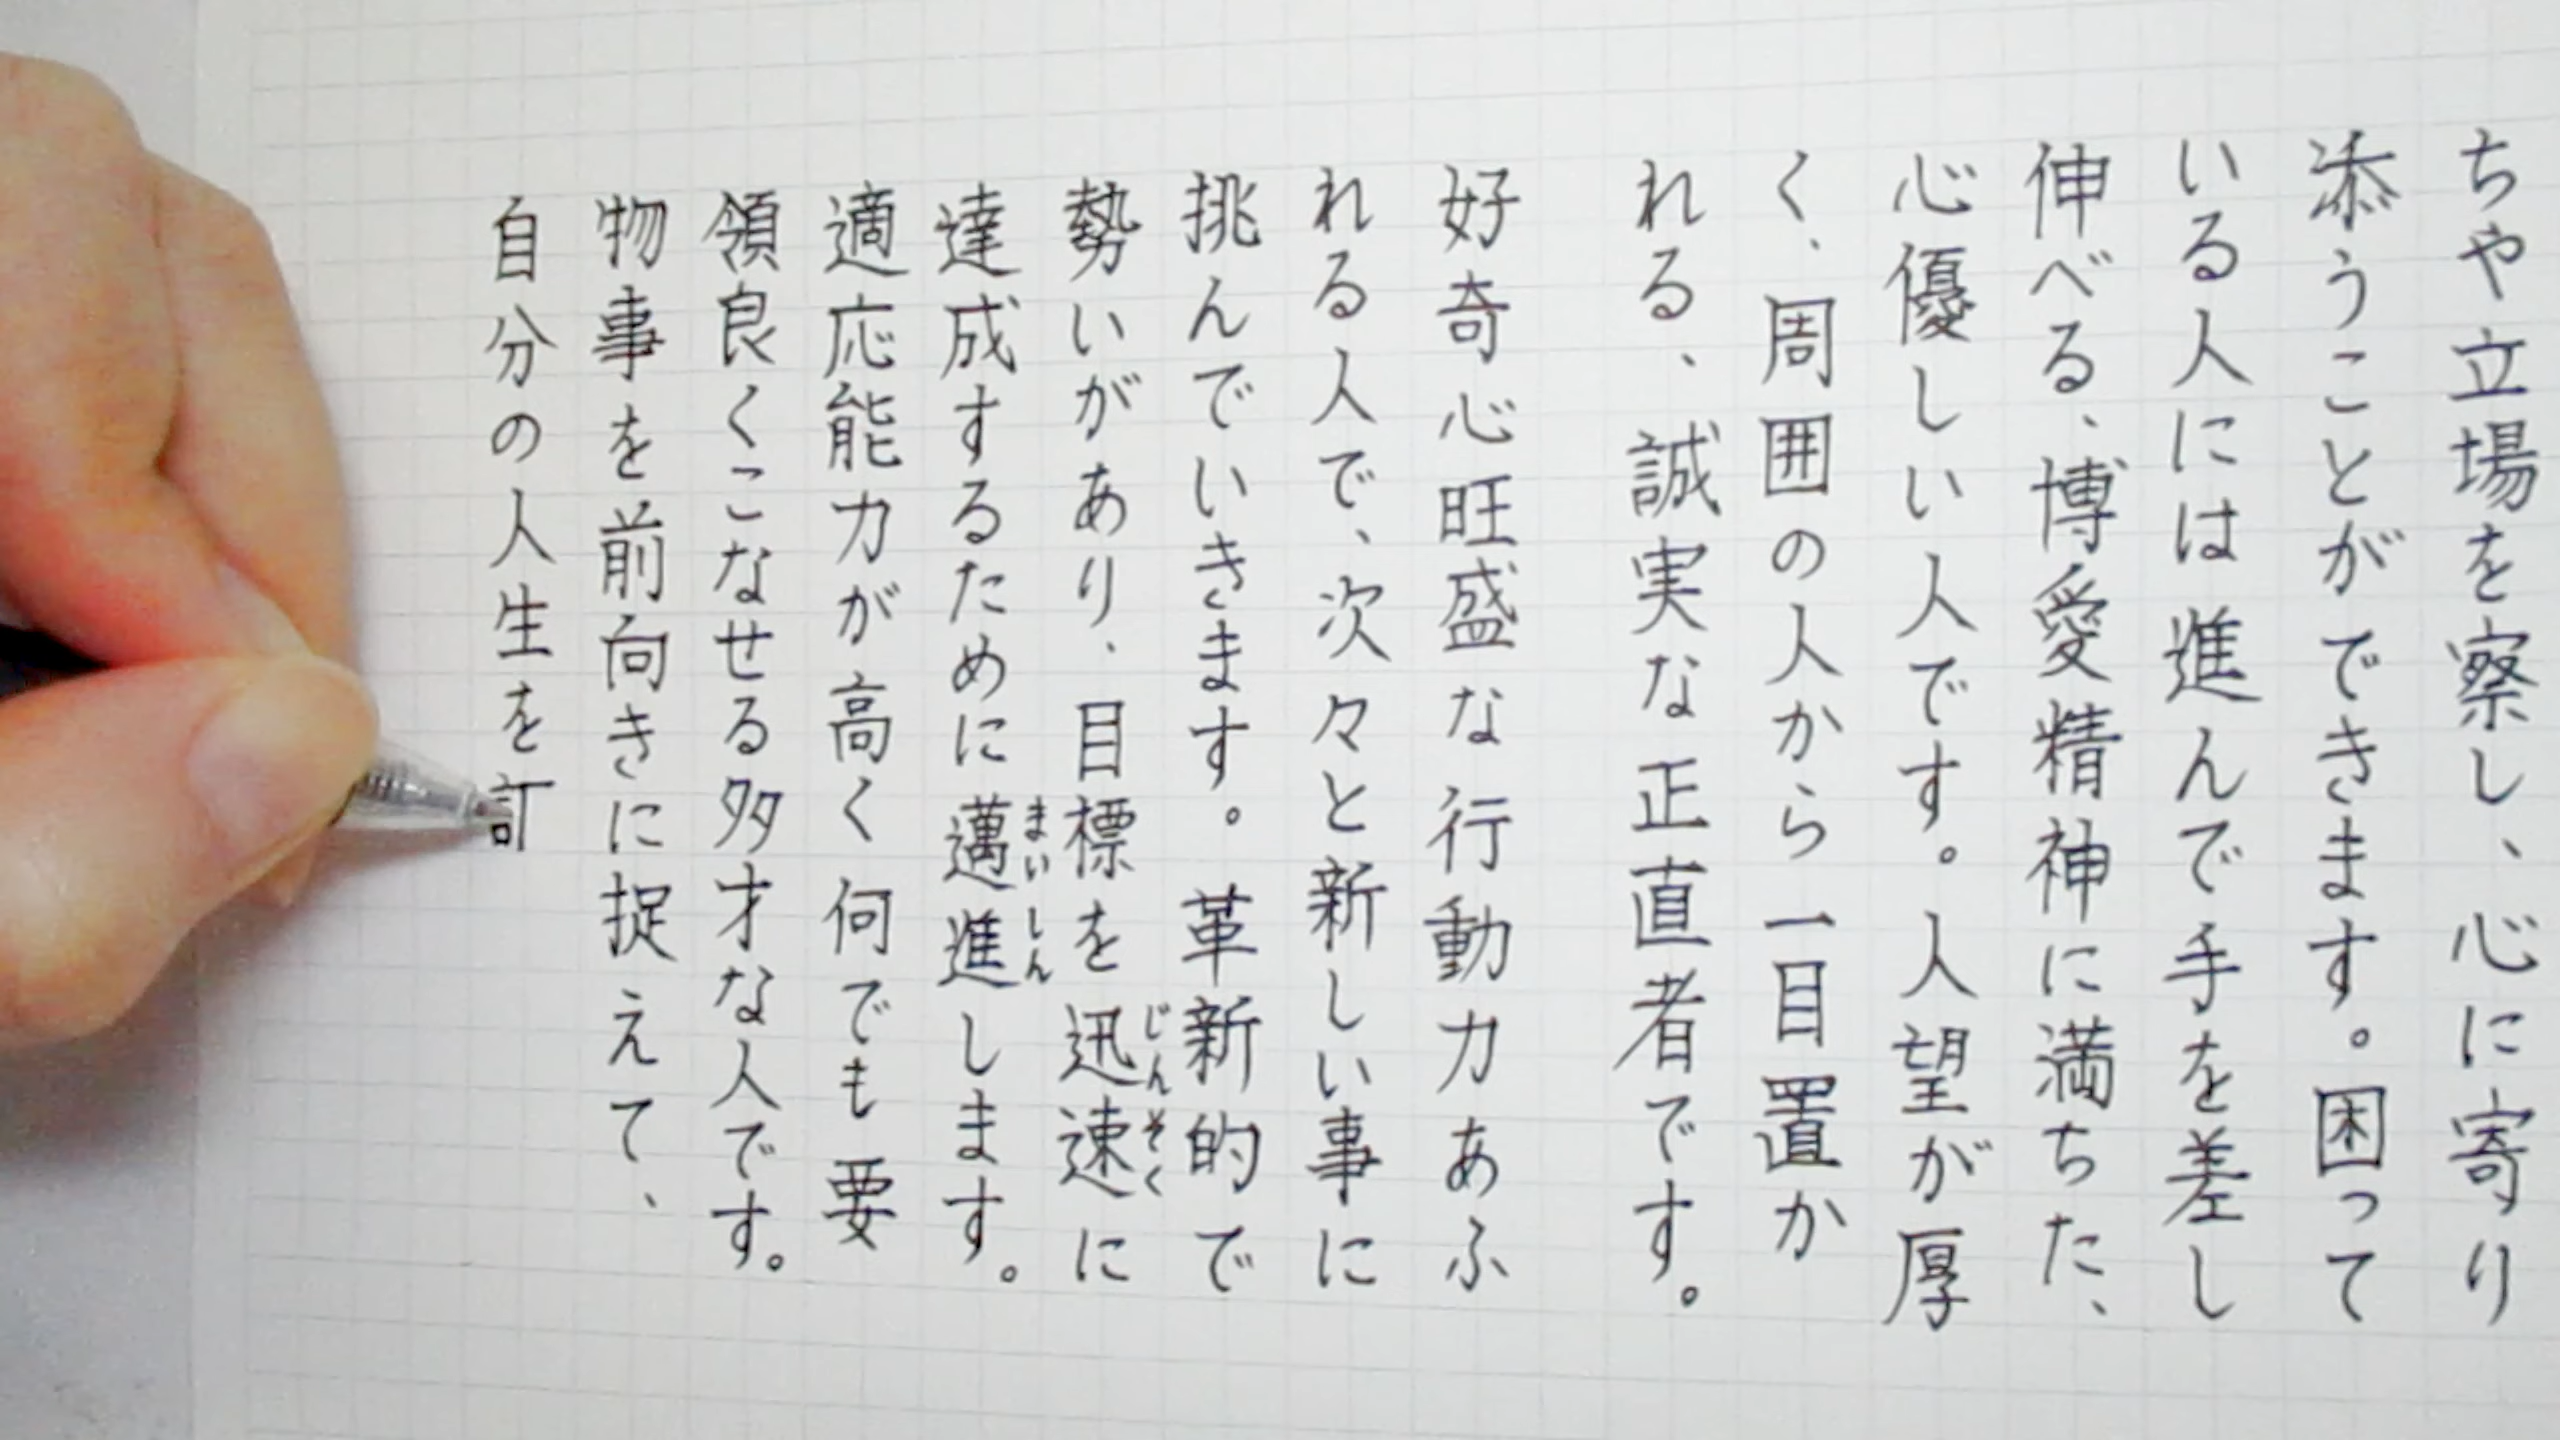 ちや立場を察し、心に寄り
添うことができます。困って
いる人には進んで手を差し
伸べる、博愛精神に満ちた、
心優しい人です。人望が厚
く、周囲の人から一目置か
れる、誠実な正直者です。
好奇心旺盛な行動力あふ
れる人で、次々と新しい事に
挑んでいきます。革新的で
勢いがあり、目標を迅速に
じんそく
達成するために邁進します。
まいしん
適応能力が高く何でも要
領良くこなせる多才な人です。
物事を前向きに捉えて、
自分の人生を